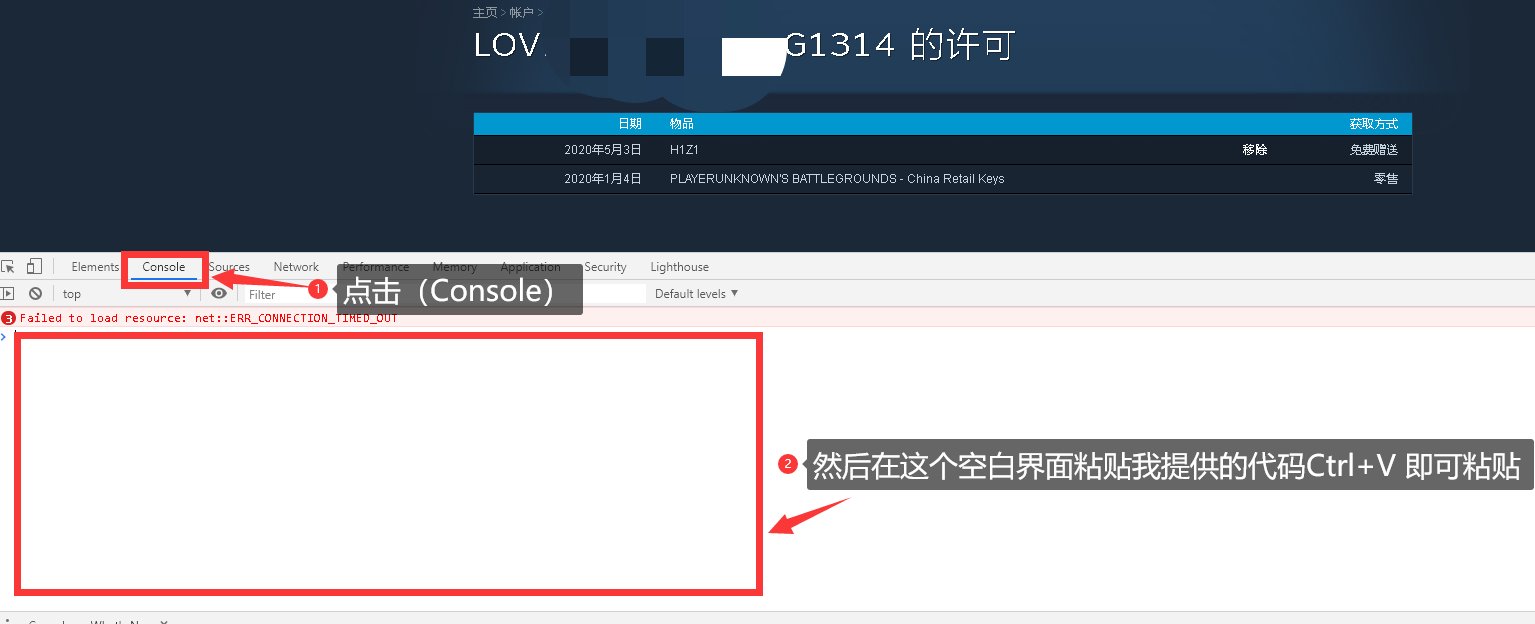 主页 > 帐户 >
LOV G1314 的许可
日期 物品 获取方式
2020年5月3日 H1Z1 移除 免费赠送
2020年1月4日 PLAYERUNKNOWN'S BATTLEGROUNDS - China Retail Keys 零售
Elements Console Sources Network Performance Memory Application Security Lighthouse
top Filter Default levels ▼
1 点击（Console）
3 Failed to load resource: net::ERR_CONNECTION_TIMED_OUT
2 然后在这个空白界面粘贴我提供的代码Ctrl+V 即可粘贴